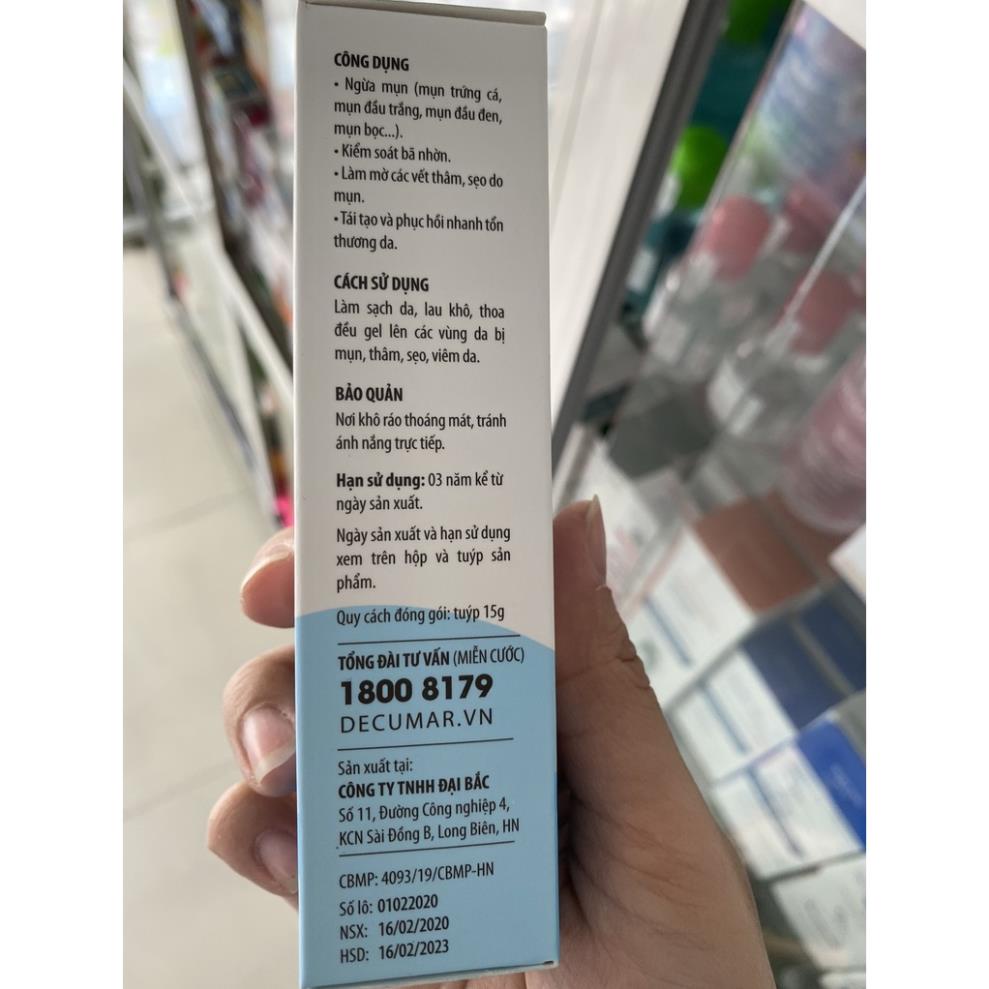 CÔNG DỤNG
• Ngừa mụn (mụn trứng cá,
mụn đầu trắng, mụn đầu đen,
mụn bọc...).
• Kiểm soát bã nhờn.
• Làm mờ các vết thâm, sẹo do
mụn.
• Tái tạo và phục hồi nhanh tổn
thương da.
CÁCH SỬ DỤNG
Làm sạch da, lau khô, thoa
đều gel lên các vùng da bị
mụn, thâm, sẹo, viêm da.
BẢO QUẢN
Nơi khô ráo thoáng mát, tránh
ánh nắng trực tiếp.
Hạn sử dụng: 03 năm kể từ
ngày sản xuất.
Ngày sản xuất và hạn sử dụng
xem trên hộp và tuýp sản
phẩm.
Quy cách đóng gói: tuýp 15g
TỔNG ĐÀI TƯ VẤN (MIỄN CƯỚC)
1800 8179
DECUMAR.VN
Sản xuất tại:
CÔNG TY TNHH ĐẠI BẮC
Số 11, Đường Công nghiệp 4,
KCN Sài Đồng B, Long Biên, HN
CBMP: 4093/19/CBMP-HN
Số lô: 01022020
NSX: 16/02/2020
HSD: 16/02/2023